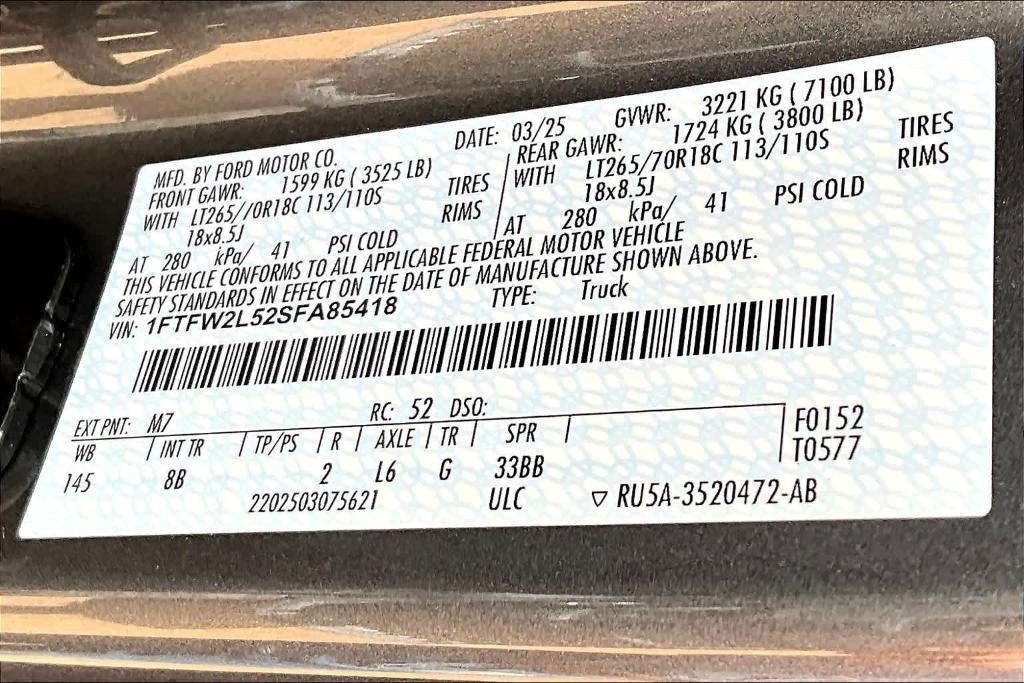 MFD. BY FORD MOTOR CO. DATE: 03/25 GVWR: 3221 KG ( 7100 LB)
FRONT GAWR: 1599 KG ( 3525 LB) REAR GAWR: 1724 KG ( 3800 LB)
WITH LT265//0R18C 113/110S TIRES WITH LT265/70R18C 113/110S TIRES
18x8.5J RIMS 18x8.5J RIMS
AT 280 kPa/ 41 PSI COLD AT 280 kPa/ 41 PSI COLD
THIS VEHICLE CONFORMS TO ALL APPLICABLE FEDERAL MOTOR VEHICLE
SAFETY STANDARDS IN EFFECT ON THE DATE OF MANUFACTURE SHOWN ABOVE.
VIN: 1FTFW2L52SFA85418 TYPE: Truck
EXT PNT: M7 RC: 52 DSO:
WB INT TR TP/PS R AXLE TR SPR F0152
145 8B 2 L6 G 33BB T0577
2202503075621 ULC ▽ RU5A-3520472-AB